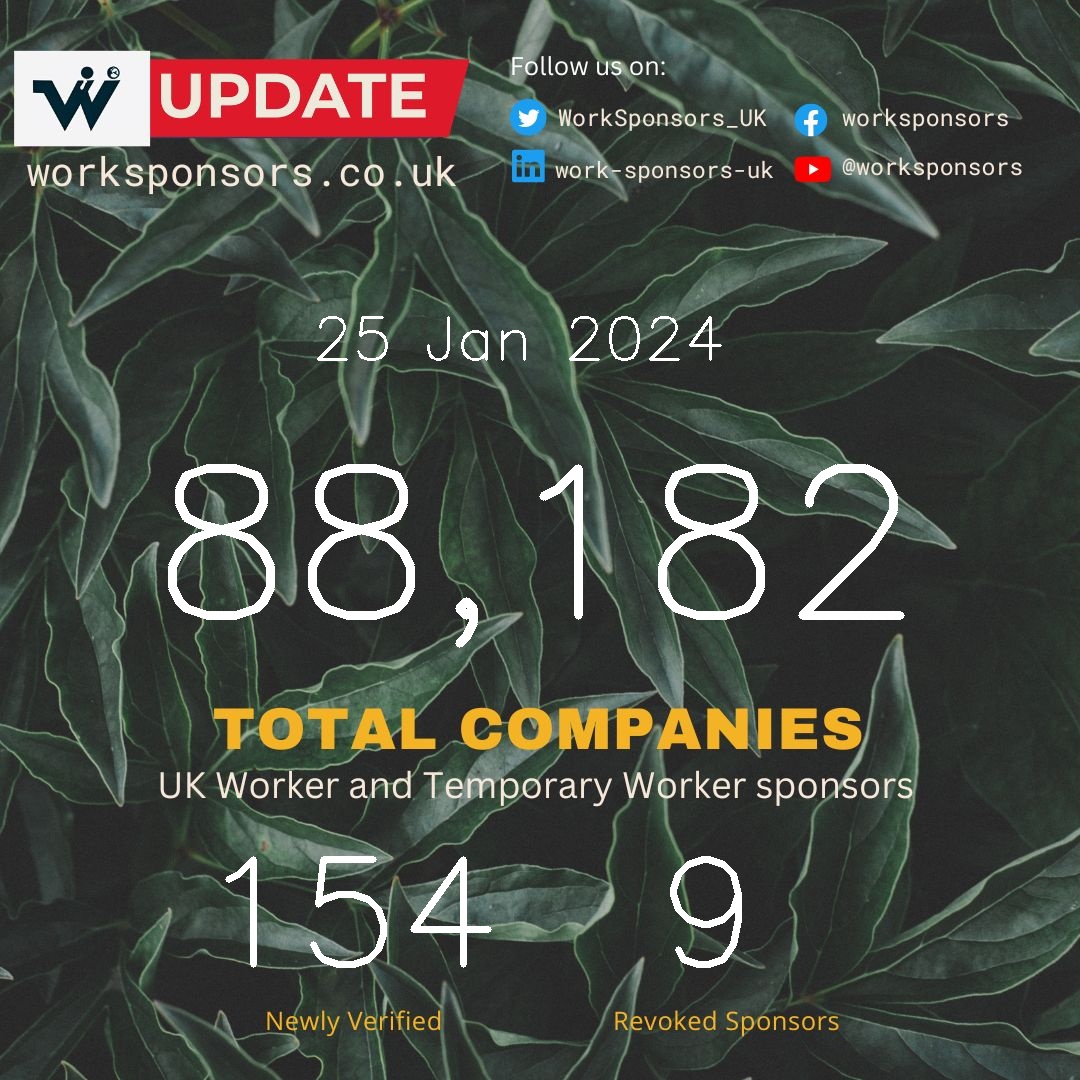 UPDATE
worksponsors.co.uk
Follow us on:
WorkSponsors_UK
worksponsors
work-sponsors-uk
@worksponsors
25 Jan 2024
88,182
TOTAL COMPANIES
UK Worker and Temporary Worker sponsors
154 9
Newly Verified Revoked Sponsors